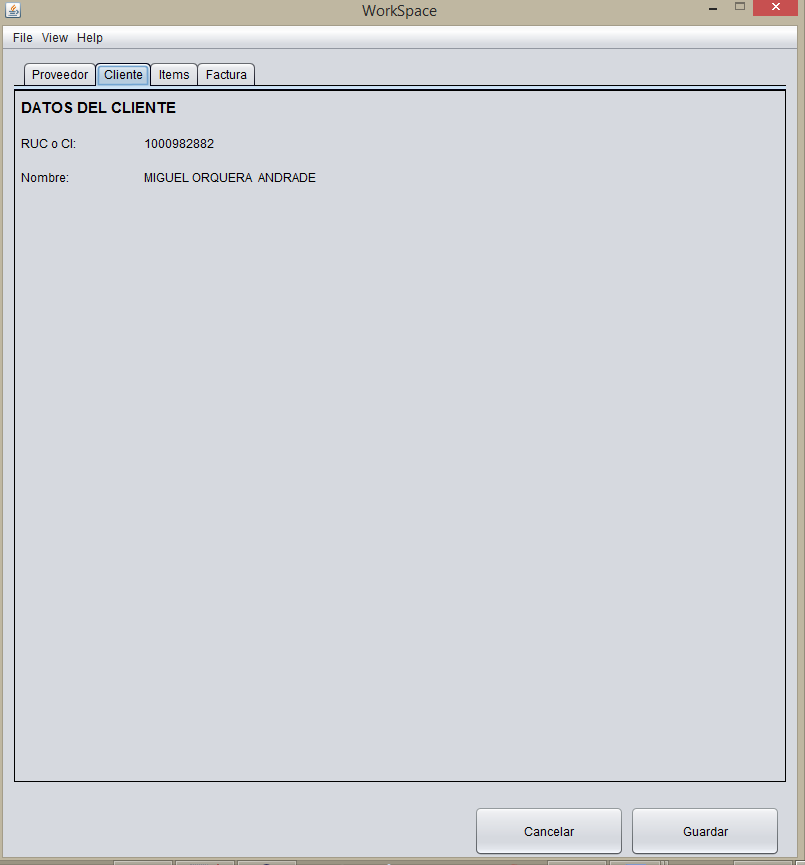 WorkSpace
File View Help
Proveedor Cliente Items Factura
DATOS DEL CLIENTE
RUC o CI: 1000982882
Nombre: MIGUEL ORQUERA  ANDRADE
Cancelar Guardar